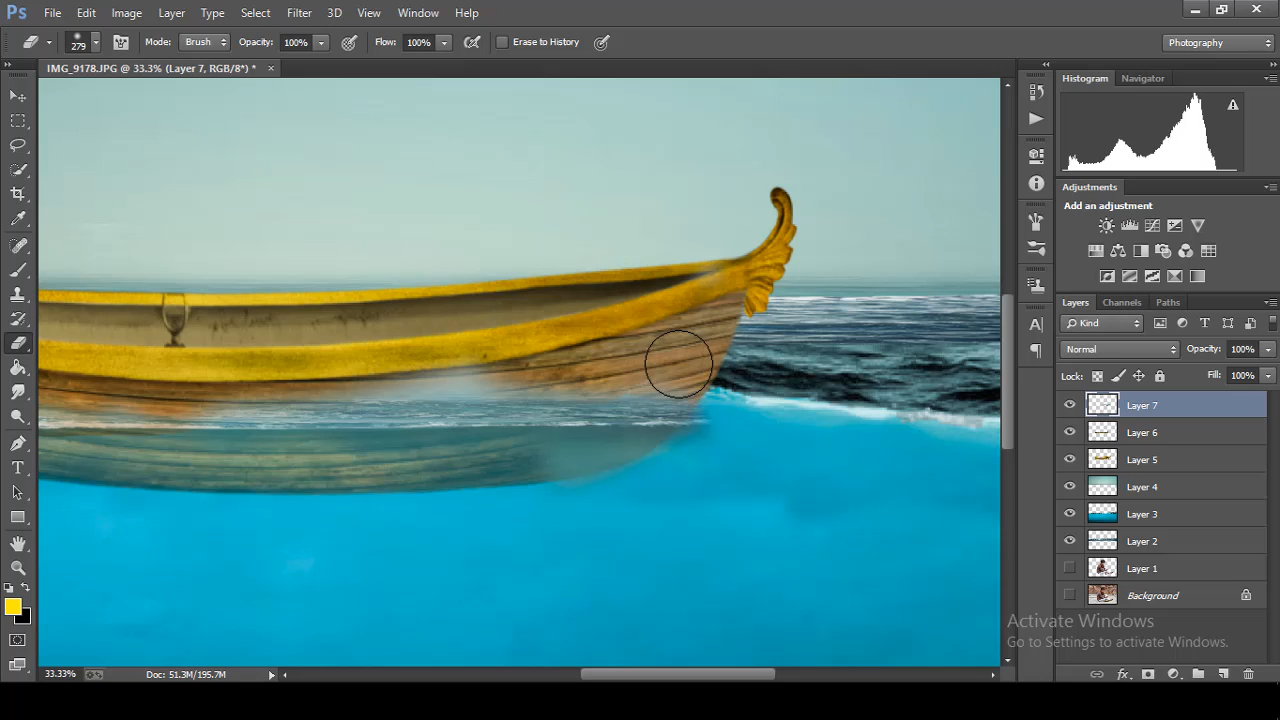 Ps File Edit Image Layer Type Select Filter 3D View Window Help
279 Mode: Brush Opacity: 100% Flow: 100% Erase to History Photography
IMG_9178.JPG @ 33.3% (Layer 7, RGB/8*) * ×
Histogram Navigator
Adjustments
Add an adjustment
Layers Channels Paths
Kind
Normal Opacity: 100%
Lock: Fill: 100%
Layer 7
Layer 6
Layer 5
Layer 4
Layer 3
Layer 2
Layer 1
Background
Activate Windows
Go to Settings to activate Windows.
33.33% Doc: 51.3M/195.7M